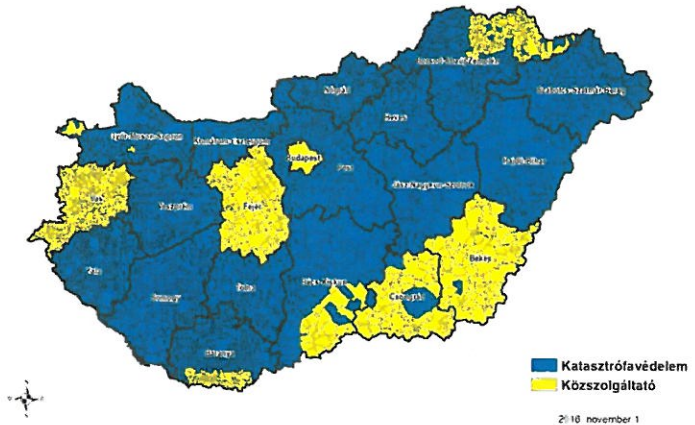 Borsod-Abaúj-Zemplén
Nógrád
Szabolcs-Szatmár-Bereg
Heves
Győr-Moson-Sopron
Komárom-Esztergom
Budapest
Pest
Hajdú-Bihar
Jász-Nagykun-Szolnok
Vas
Veszprém
Fejér
Békés
Zala
Bács-Kiskun
Csongrád
Somogy
Tolna
Baranya
Katasztrófavédelem
Közszolgáltató
2016 november 1